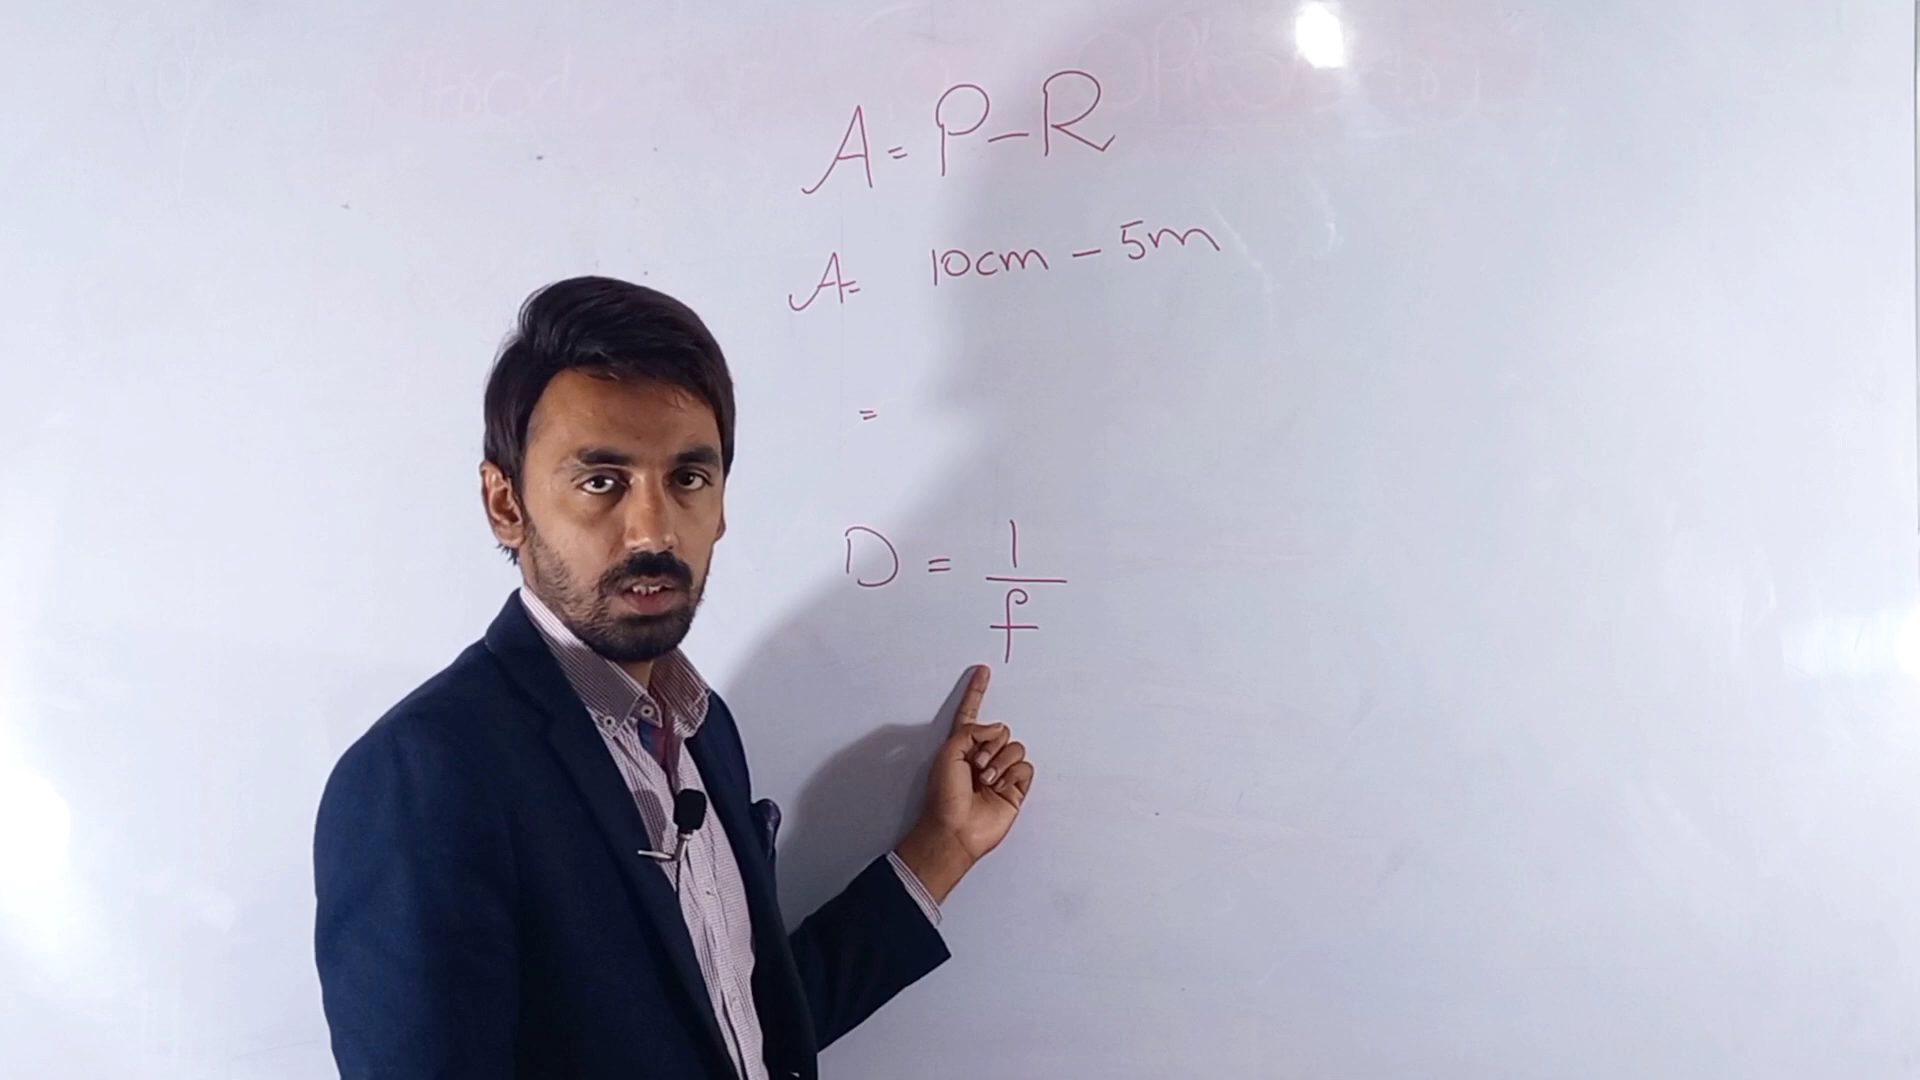 A = P - R
A = 10cm - 5m
=
D = 1/f